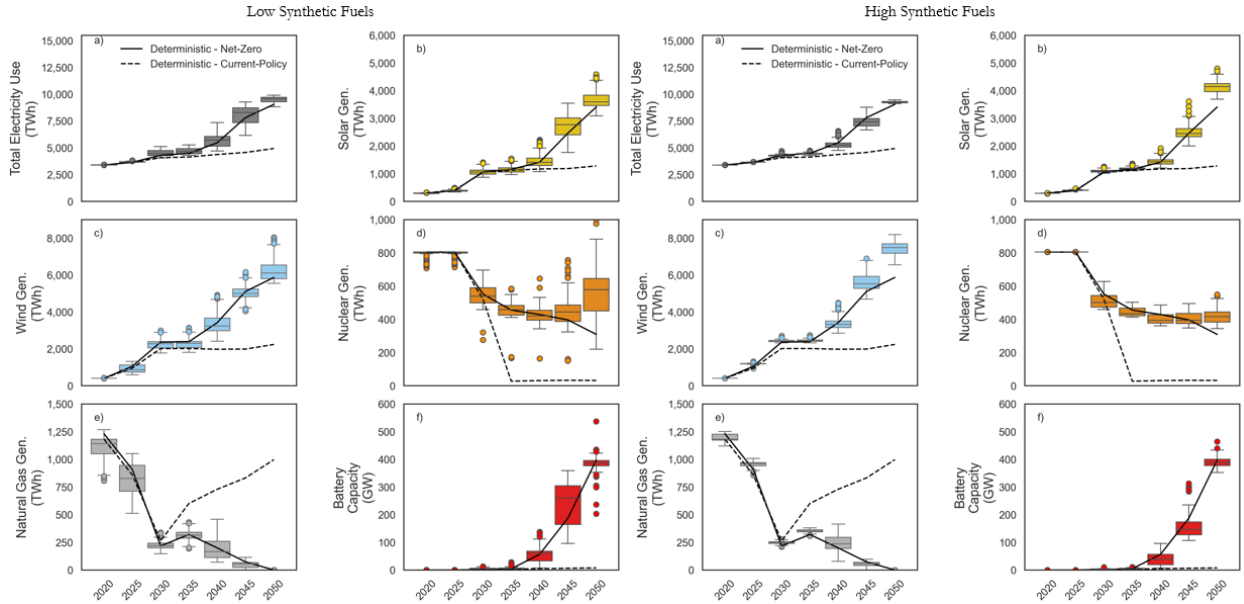 Low Synthetic Fuels
High Synthetic Fuels
a)
Deterministic - Net-Zero
Deterministic - Current-Policy
Total Electricity Use
(TWh)
15,000
12,500
10,000
7,500
5,000
2,500
0
b)
Solar Gen.
(TWh)
6,000
5,000
4,000
3,000
2,000
1,000
0
a)
Deterministic - Net-Zero
Deterministic - Current-Policy
Total Electricity Use
(TWh)
15,000
12,500
10,000
7,500
5,000
2,500
0
b)
Solar Gen.
(TWh)
6,000
5,000
4,000
3,000
2,000
1,000
0
c)
Wind Gen.
(TWh)
8,000
6,000
4,000
2,000
0
d)
Nuclear Gen.
(TWh)
1,000
800
600
400
200
0
c)
Wind Gen.
(TWh)
8,000
6,000
4,000
2,000
0
d)
Nuclear Gen.
(TWh)
1,000
800
600
400
200
0
e)
Natural Gas Gen.
(TWh)
1,500
1,250
1,000
750
500
250
0
2020
2025
2030
2035
2040
2045
2050
f)
Battery
Capacity
(GW)
600
500
400
300
200
100
0
2020
2025
2030
2035
2040
2045
2050
e)
Natural Gas Gen.
(TWh)
1,500
1,250
1,000
750
500
250
0
2020
2025
2030
2035
2040
2045
2050
f)
Battery
Capacity
(GW)
600
500
400
300
200
100
0
2020
2025
2030
2035
2040
2045
2050